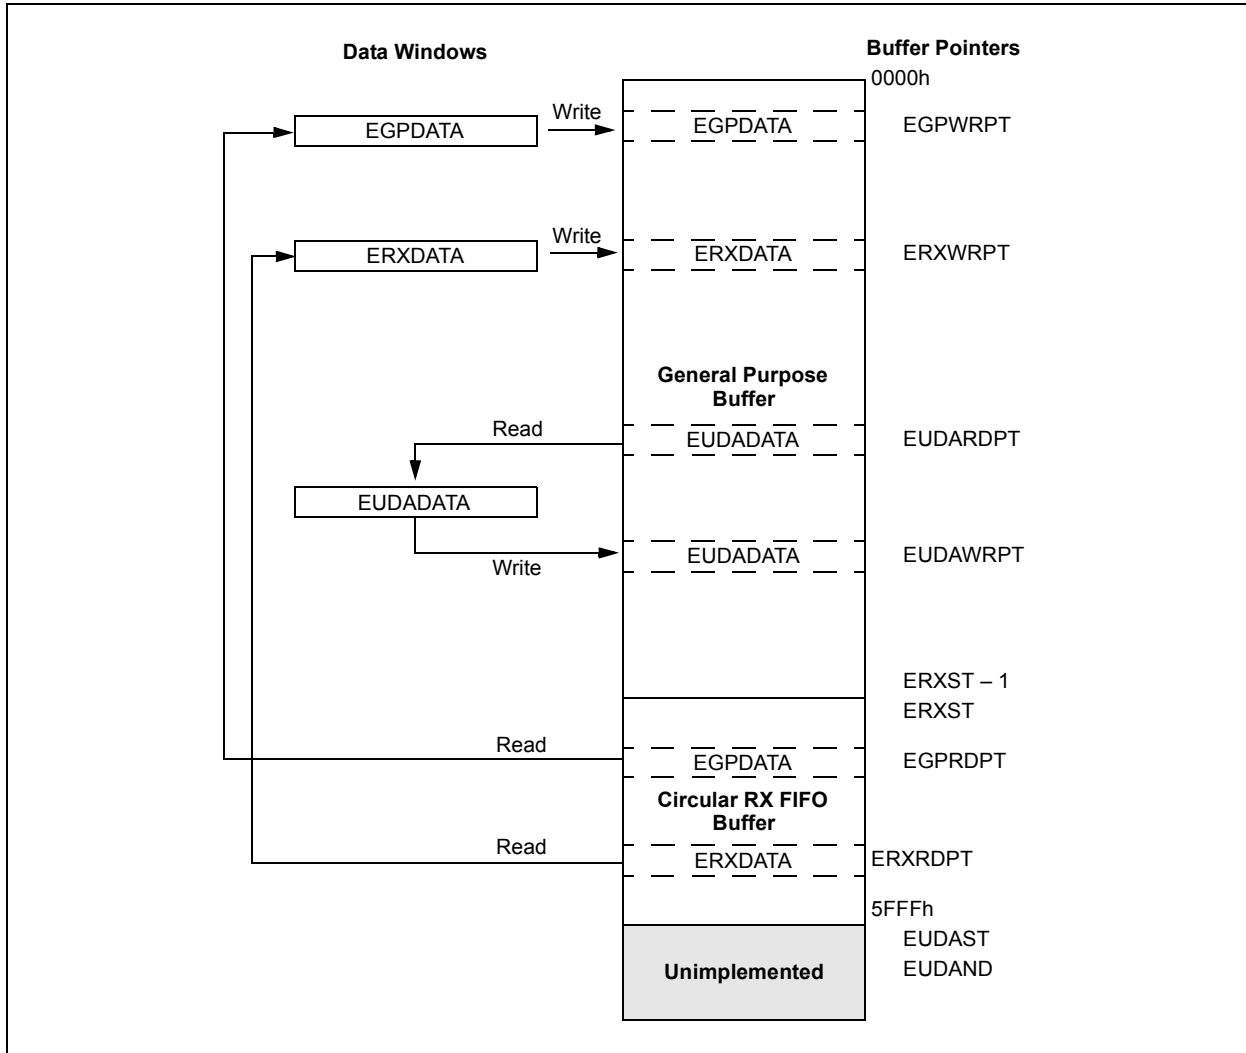 Data Windows
Buffer Pointers
0000h
EGPDATA
Write
EGPDATA
EGPWRPT
ERXDATA
Write
ERXDATA
ERXWRPT
General Purpose
Buffer
Read
EUDADATA
EUDARDPT
EUDADATA
Write
EUDADATA
EUDAWRPT
ERXST – 1
ERXST
Read
EGPDATA
EGPRDPT
Circular RX FIFO
Buffer
Read
ERXDATA
ERXRDPT
5FFFh
EUDAST
Unimplemented
EUDAND